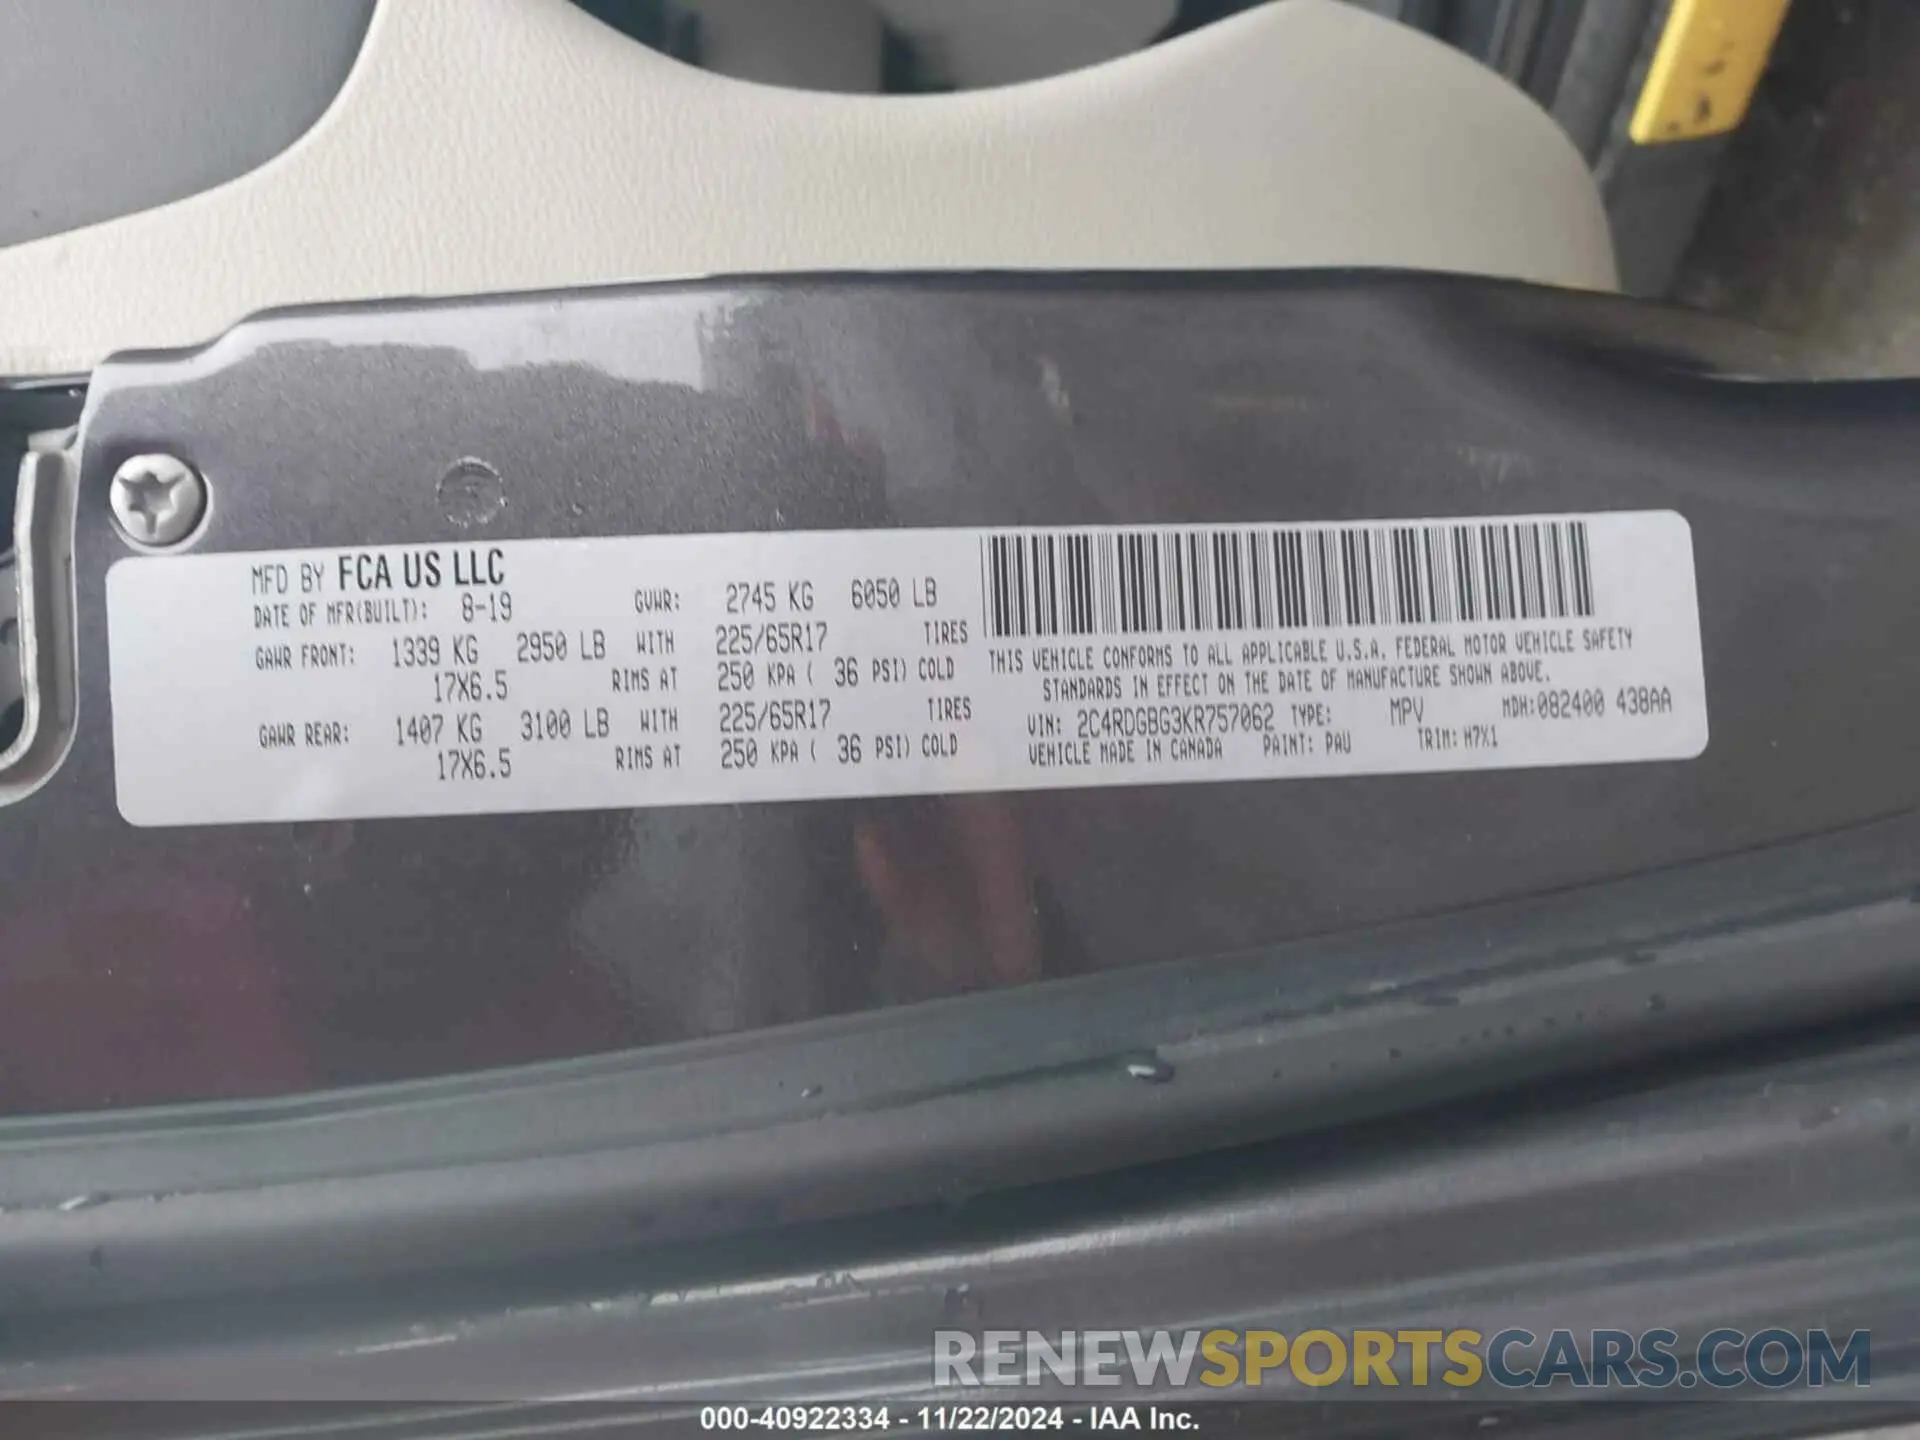 MFD BY FCA US LLC
DATE OF MFR(BUILT): 8-19 GVWR: 2745 KG 6050 LB
GAWR FRONT: 1339 KG 2950 LB WITH 225/65R17 TIRES
17X6.5 RIMS AT 250 KPA ( 36 PSI) COLD
GAWR REAR: 1407 KG 3100 LB WITH 225/65R17 TIRES
17X6.5 RIMS AT 250 KPA ( 36 PSI) COLD
THIS VEHICLE CONFORMS TO ALL APPLICABLE U.S.A. FEDERAL MOTOR VEHICLE SAFETY
STANDARDS IN EFFECT ON THE DATE OF MANUFACTURE SHOWN ABOVE.
VIN: 2C4RDGBG3KR757062 TYPE: MPV MDH:082400 438AA
VEHICLE MADE IN CANADA PAINT: PAU TRIM: H7X1
RENEWSPORTSCARS.COM
000-40922334 - 11/22/2024 - IAA Inc.